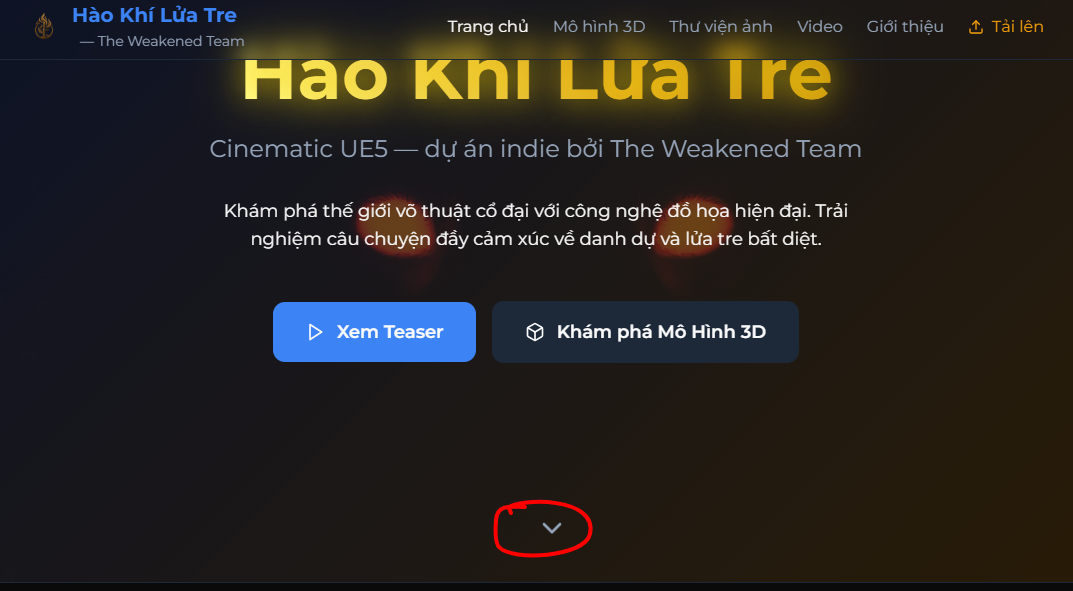 Hào Khí Lửa Tre
— The Weakened Team
Trang chủ
Mô hình 3D
Thư viện ảnh
Video
Giới thiệu
Tải lên
Hào Khí Lửa Tre
Cinematic UE5 — dự án indie bởi The Weakened Team
Khám phá thế giới võ thuật cổ đại với công nghệ đồ họa hiện đại. Trải
nghiệm câu chuyện đầy cảm xúc về danh dự và lửa tre bất diệt.
Xem Teaser
Khám phá Mô Hình 3D